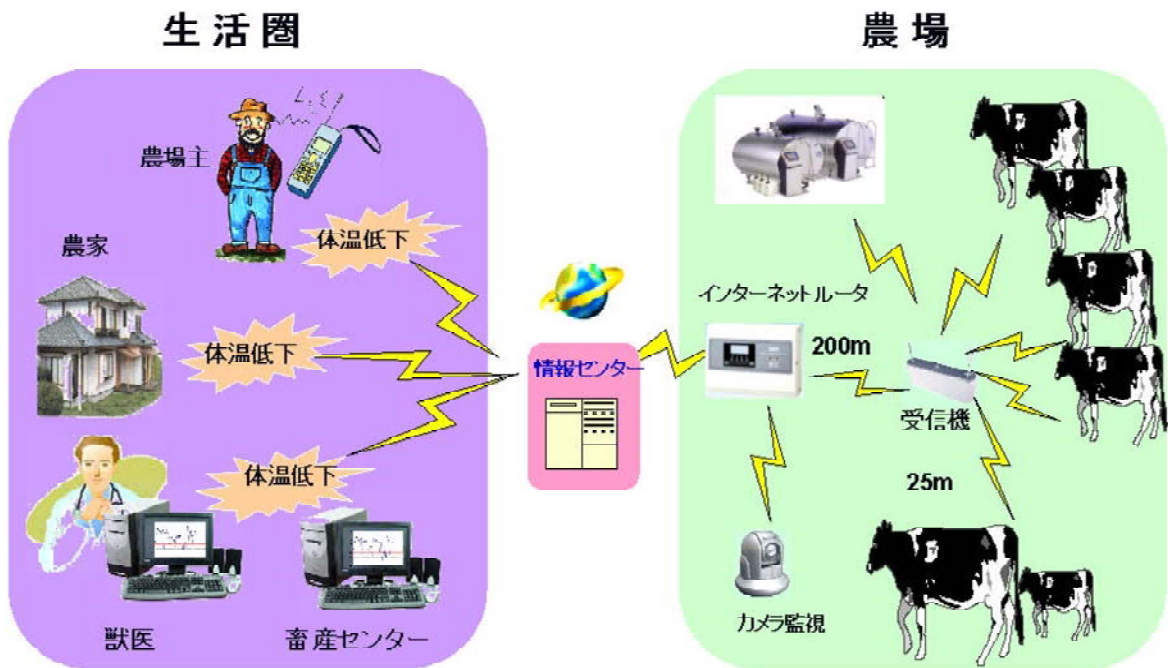 生活圏
農場
農場主
体温低下
農家
体温低下
体温低下
獣医
畜産センター
情報センター
インターネットルータ
200m
受信機
25m
カメラ監視